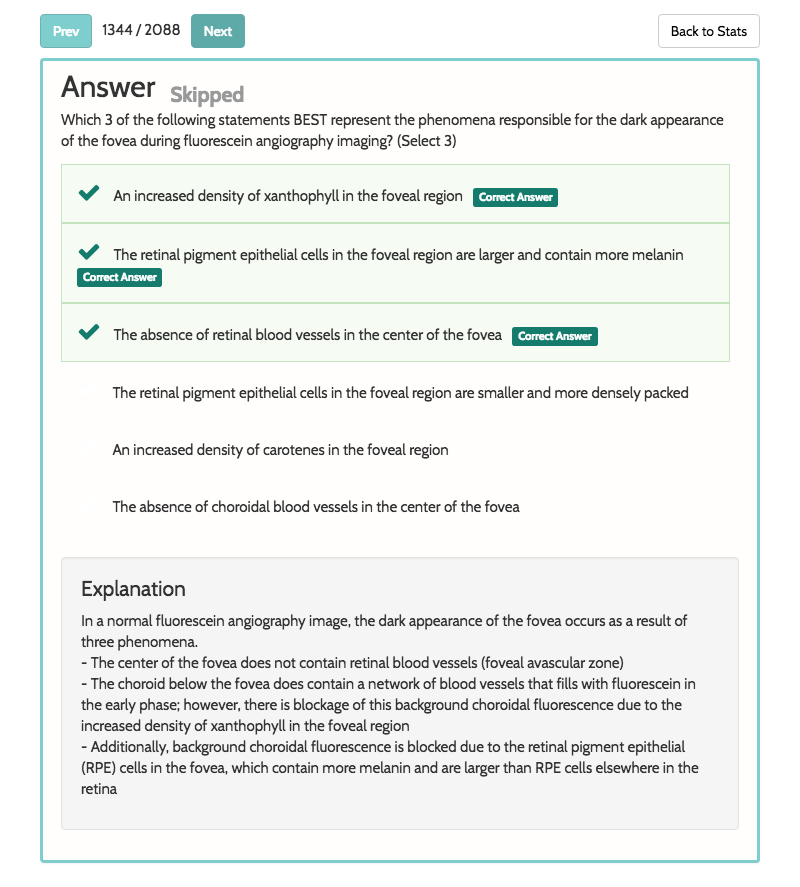 Prev 1344 / 2088 Next Back to Stats
Answer Skipped
Which 3 of the following statements BEST represent the phenomena responsible for the dark appearance
of the fovea during fluorescein angiography imaging? (Select 3)
An increased density of xanthophyll in the foveal region Correct Answer
The retinal pigment epithelial cells in the foveal region are larger and contain more melanin
Correct Answer
The absence of retinal blood vessels in the center of the fovea Correct Answer
The retinal pigment epithelial cells in the foveal region are smaller and more densely packed
An increased density of carotenes in the foveal region
The absence of choroidal blood vessels in the center of the fovea
Explanation
In a normal fluorescein angiography image, the dark appearance of the fovea occurs as a result of
three phenomena.
- The center of the fovea does not contain retinal blood vessels (foveal avascular zone)
- The choroid below the fovea does contain a network of blood vessels that fills with fluorescein in
the early phase; however, there is blockage of this background choroidal fluorescence due to the
increased density of xanthophyll in the foveal region
- Additionally, background choroidal fluorescence is blocked due to the retinal pigment epithelial
(RPE) cells in the fovea, which contain more melanin and are larger than RPE cells elsewhere in the
retina